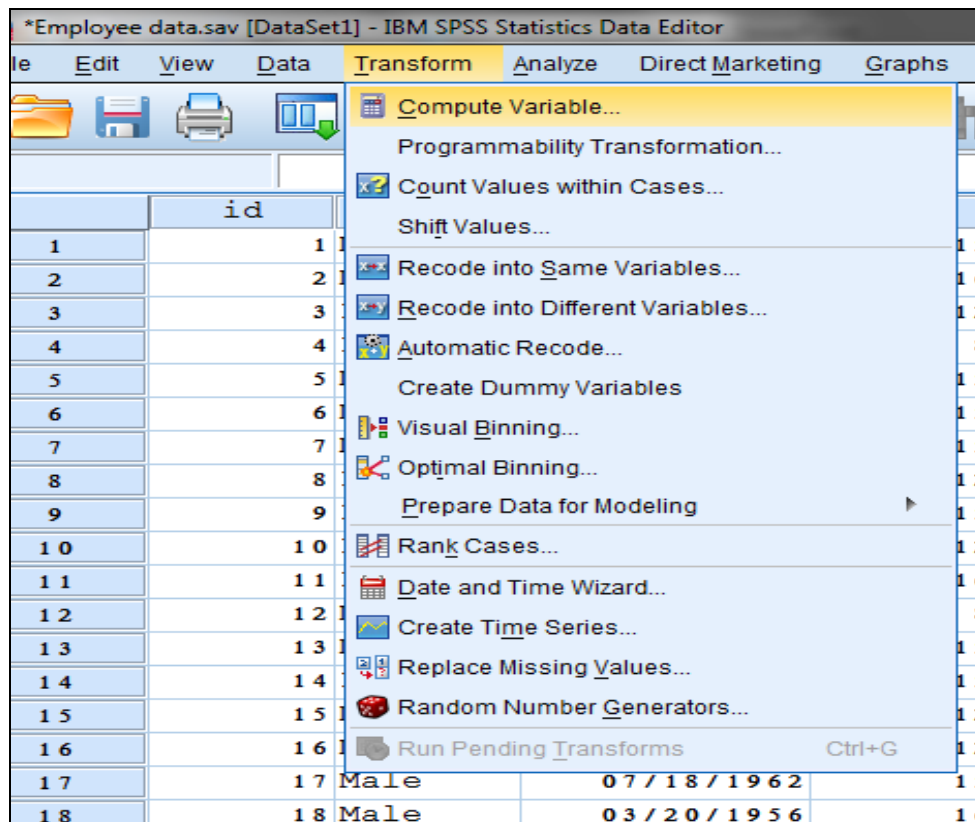 *Employee data.sav [DataSet1] - IBM SPSS Statistics Data Editor
le Edit View Data Transform Analyze Direct Marketing Graphs
Compute Variable...
Programmability Transformation...
Count Values within Cases...
Shift Values...
Recode into Same Variables...
Recode into Different Variables...
Automatic Recode...
Create Dummy Variables
Visual Binning...
Optimal Binning...
Prepare Data for Modeling
Rank Cases...
Date and Time Wizard...
Create Time Series...
Replace Missing Values...
Random Number Generators...
Run Pending Transforms Ctrl+G
id
1 1
2 2
3 3
4 4
5 5
6 6
7 7
8 8
9 9
10 10
11 11
12 12
13 13
14 14
15 15
16 16
17 17 Male 07/18/1962 1
18 18 Male 03/20/1956 1